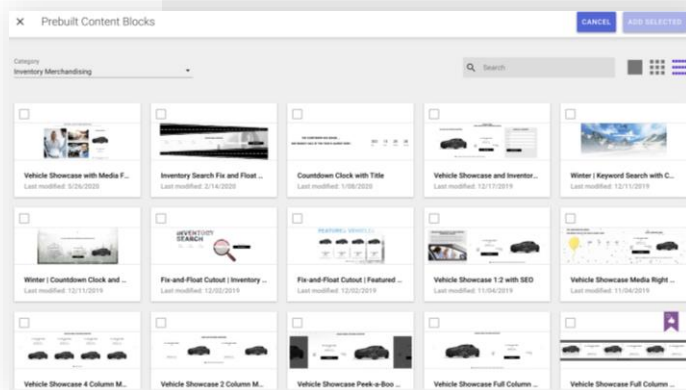 Prebuilt Content Blocks
CANCEL
ADD SELECTED
Category
Inventory Merchandising
Search
Vehicle Showcase with Media F...
Last modified: 5/26/2020
Inventory Search Fix and Float ...
Last modified: 2/14/2020
Countdown Clock with Title
Last modified: 1/08/2020
Vehicle Showcase and Inventor...
Last modified: 12/17/2019
Winter | Keyword Search with C...
Last modified: 12/11/2019
INVENTORY
SEARCH
FEATURED VEHICLES
Winter | Countdown Clock and ...
Last modified: 12/11/2019
Fix-and-Float Cutout | Inventory ...
Last modified: 12/02/2019
Fix-and-Float Cutout | Featured ...
Last modified: 12/02/2019
Vehicle Showcase 1:2 with SEO
Last modified: 11/04/2019
Vehicle Showcase Media Right ...
Last modified: 11/04/2019
Vehicle Showcase 4 Column M...
Vehicle Showcase 2 Column M...
Vehicle Showcase Peek-a-Boo ...
Vehicle Showcase Full Column ...
Vehicle Showcase Full Column ...